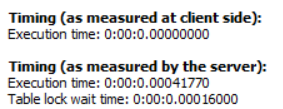 Timing (as measured at client side):
Execution time: 0:00:0.00000000
Timing (as measured by the server):
Execution time: 0:00:0.00041770
Table lock wait time: 0:00:0.00016000